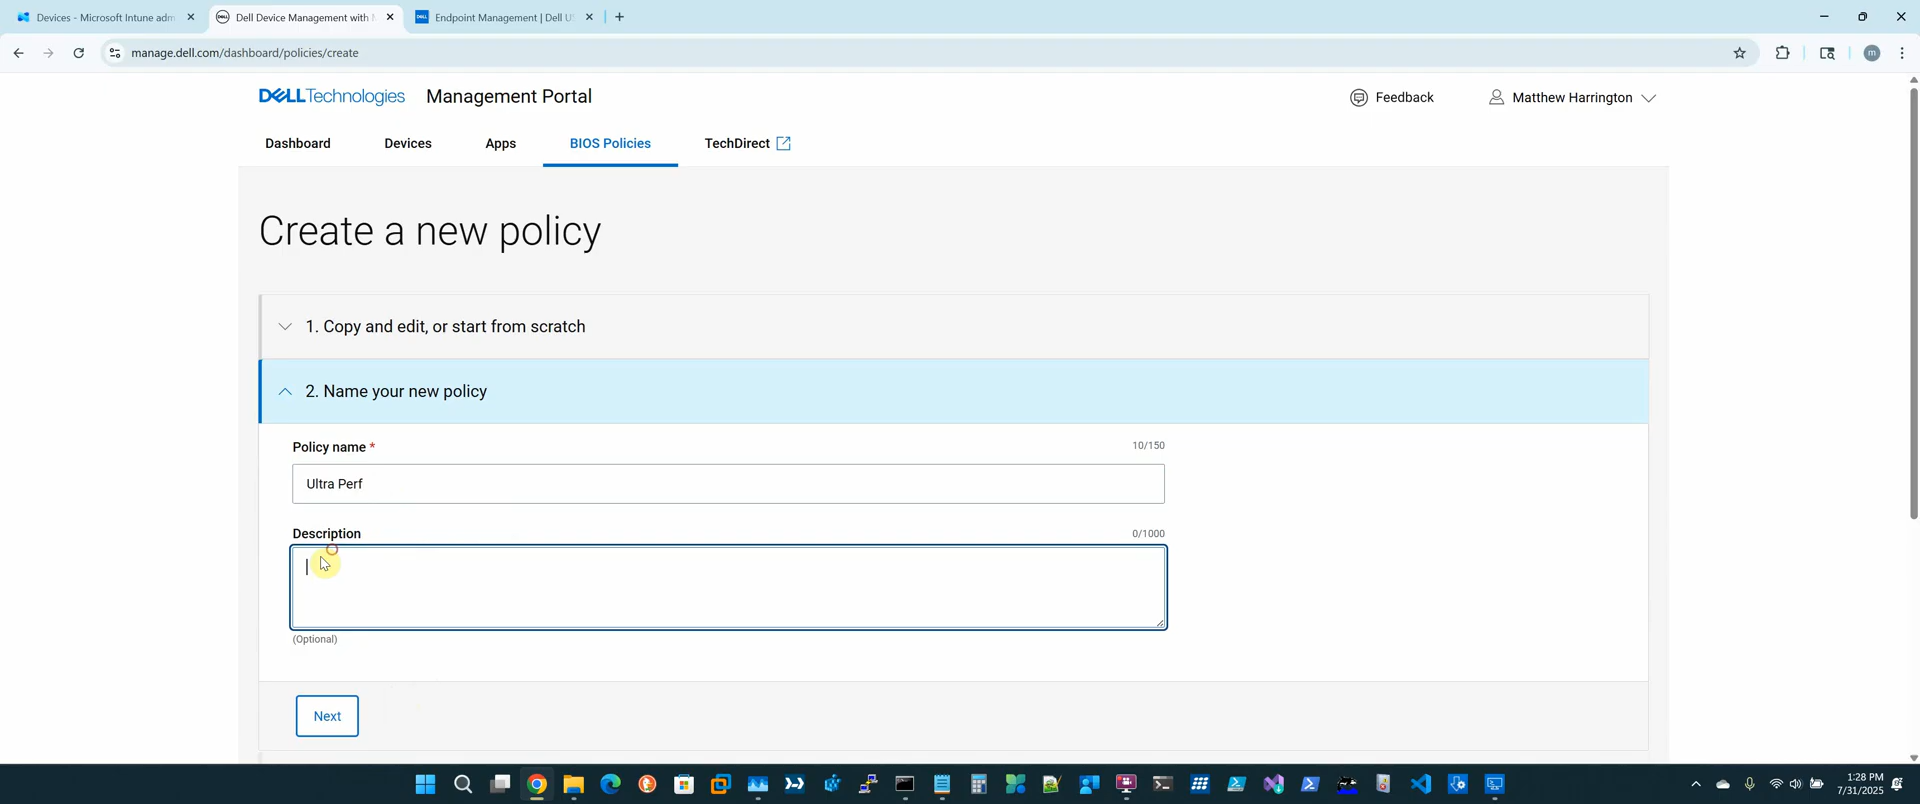 Devices - Microsoft Intune adm
Dell Device Management with M
Endpoint Management | Dell U
manage.dell.com/dashboard/policies/create
m
DELLTechnologies Management Portal
Feedback
Matthew Harrington
Dashboard
Devices
Apps
BIOS Policies
TechDirect
Create a new policy
1. Copy and edit, or start from scratch
2. Name your new policy
Policy name *
10/150
Ultra Perf
Description
0/1000
(Optional)
Next
1:28 PM
7/31/2025